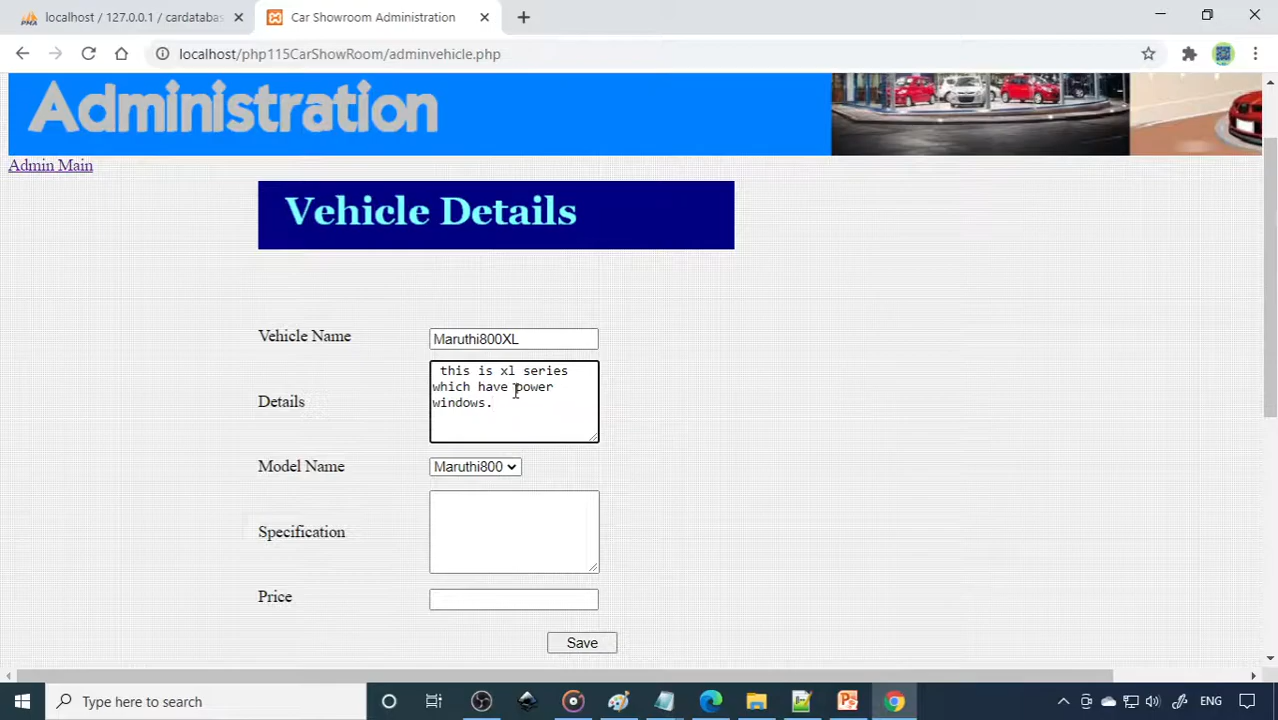 localhost / 127.0.0.1 / cardatabas
Car Showroom Administration
localhost/php115CarShowRoom/adminvehicle.php
Administration
Admin Main
Vehicle Details
Vehicle Name
Maruthi800XL
Details
this is xl series
which have power
windows.
Model Name
Maruthi800
Specification
Price
Save
Type here to search
ENG